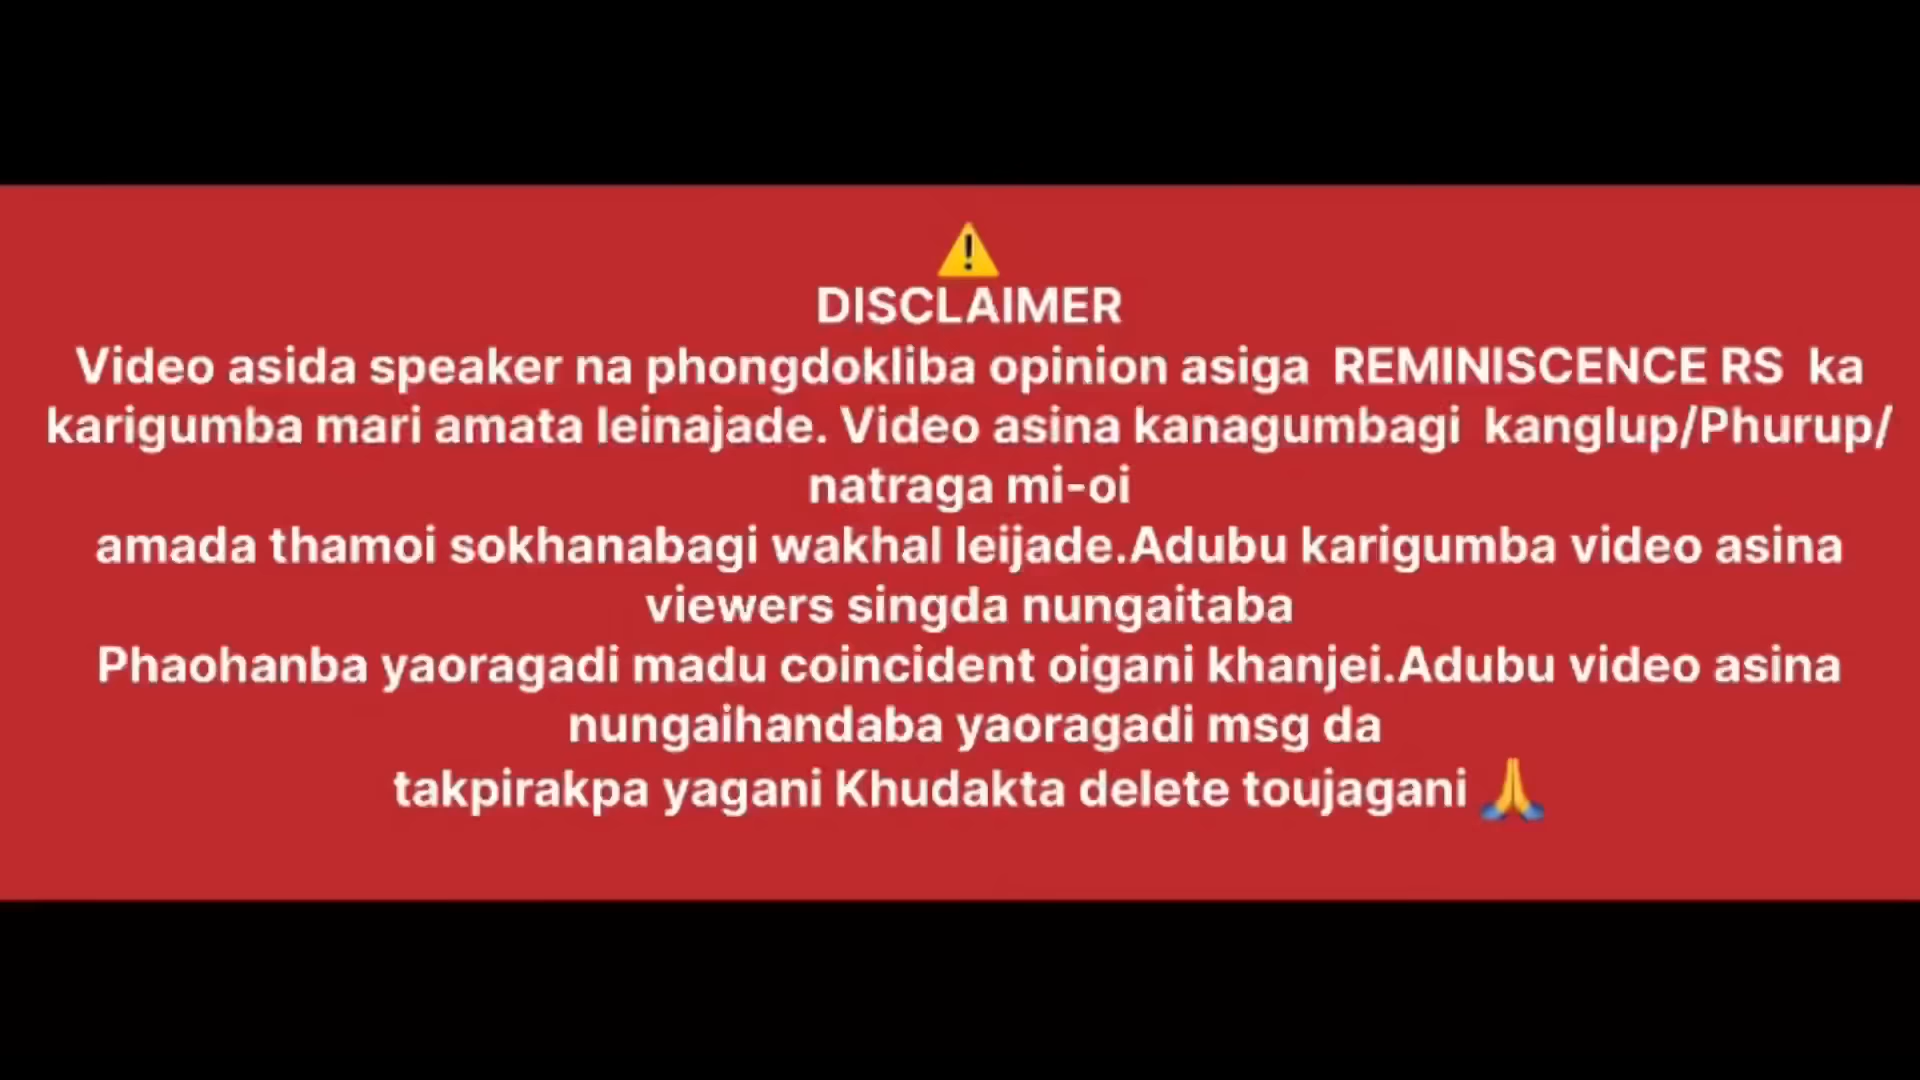 ⚠️
DISCLAIMER
Video asida speaker na phongdokliba opinion asiga REMINISCENCE RS ka
karigumba mari amata leinajade. Video asina kanagumbagi kanglup/Phurup/
natraga mi-oi
amada thamoi sokhanabagi wakhal leijade.Adubu karigumba video asina
viewers singda nungaitaba
Phaohanba yaoragadi madu coincident oigani khanjei.Adubu video asina
nungaihandaba yaoragadi msg da
takpirakpa yagani Khudakta delete toujagani 🙏